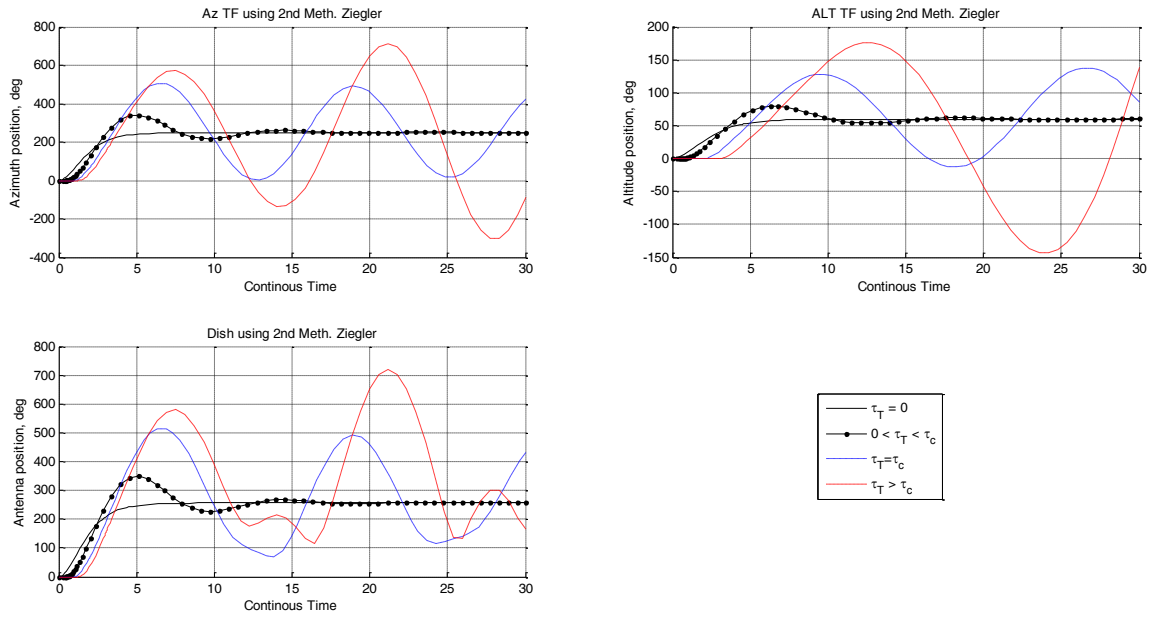 Az TF using 2nd Meth. Ziegler
Azimuth position, deg
800
600
400
200
0
-200
-400
0 5 10 15 20 25 30
Continous Time
ALT TF using 2nd Meth. Ziegler
Altitude position, deg
200
150
100
50
0
-50
-100
-150
0 5 10 15 20 25 30
Continous Time
Dish using 2nd Meth. Ziegler
Antenna position, deg
800
700
600
500
400
300
200
100
0
0 5 10 15 20 25 30
Continous Time
τT = 0
0 < τT < τc
τT=τc
τT > τc